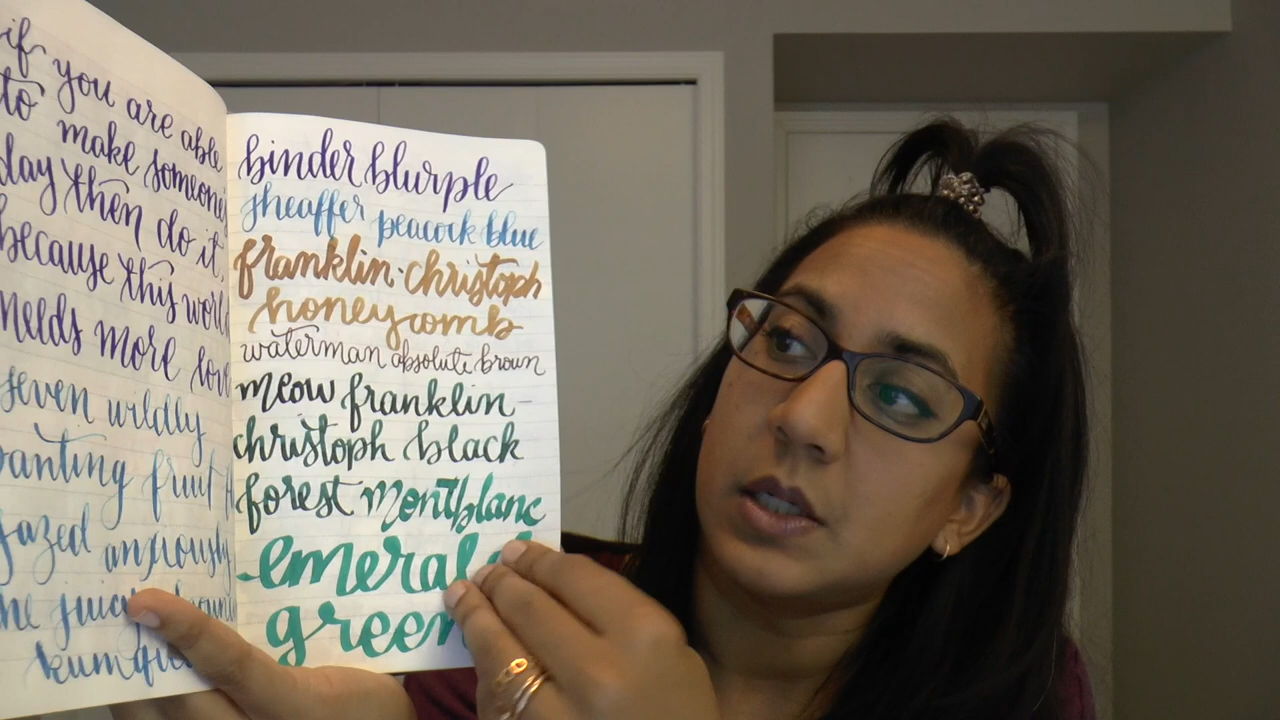 if you are able
to make someone's
day then do it,
because this world
needs more love
seven wildly
panting fruit
gazed anxiously
the juicy
kumquat
binder blurple
sheaffer peacock blue
franklin-christoph
honeycomb
waterman absolute brown
meow franklin-
christoph black
forest montblanc
emerald
green